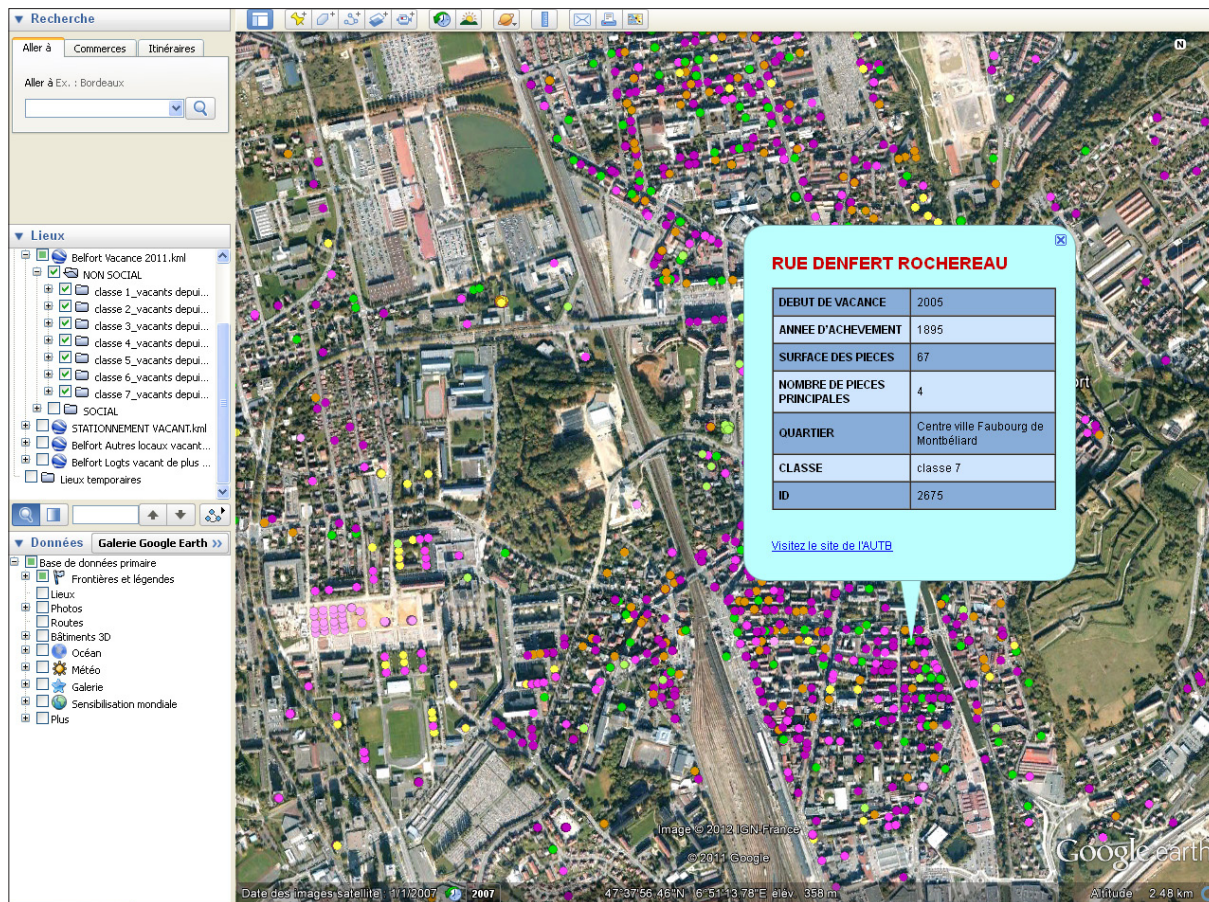 Recherche
Aller à
Commerces
Itinéraires
Aller à Ex. : Bordeaux
Lieux
Belfort Vacance 2011.kml
NON SOCIAL
classe 1_vacants depui...
classe 2_vacants depui...
classe 3_vacants depui...
classe 4_vacants depui...
classe 5_vacants depui...
classe 6_vacants depui...
classe 7_vacants depui...
SOCIAL
STATIONNEMENT VACANT.kml
Belfort Autres locaux vacant...
Belfort Logts vacant de plus ...
Lieux temporaires
Données
Galerie Google Earth >>
Base de données primaire
Frontières et légendes
Lieux
Photos
Routes
Bâtiments 3D
Océan
Météo
Galerie
Sensibilisation mondiale
Plus
N
RUE DENFERT ROCHEREAU
DEBUT DE VACANCE 2005
ANNEE D'ACHEVEMENT 1895
SURFACE DES PIECES 67
NOMBRE DE PIECES
PRINCIPALES 4
QUARTIER Centre ville Faubourg de
Montbéliard
CLASSE classe 7
ID 2675
Visitez le site de l'AUTB
Image © 2012 IGN-France
© 2011 Google
Google earth
Date des images satellite : 1/1/2007 2007
47°37'56.46"N 6°51'13.78"E élév. 358 m
Altitude 2.48 km